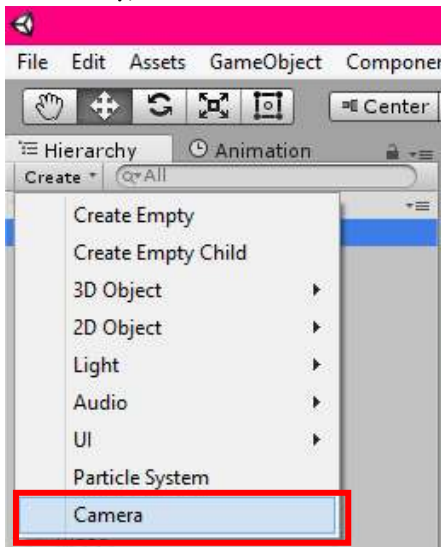 File Edit Assets GameObject
Center
Hierarchy Animation
Create All
Create Empty
Create Empty Child
3D Object
2D Object
Light
Audio
UI
Particle System
Camera